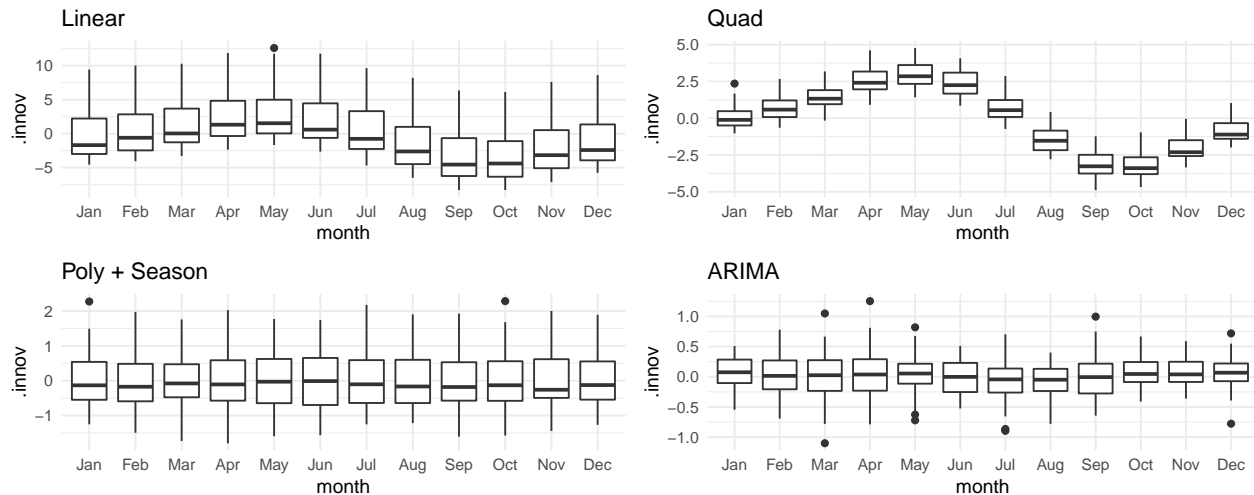 Linear
.innov
10
5
0
−5
Jan Feb Mar Apr May Jun Jul Aug Sep Oct Nov Dec
month
Quad
.innov
5.0
2.5
0.0
−2.5
−5.0
Jan Feb Mar Apr May Jun Jul Aug Sep Oct Nov Dec
month
Poly + Season
.innov
2
1
0
−1
Jan Feb Mar Apr May Jun Jul Aug Sep Oct Nov Dec
month
ARIMA
.innov
1.0
0.5
0.0
−0.5
−1.0
Jan Feb Mar Apr May Jun Jul Aug Sep Oct Nov Dec
month